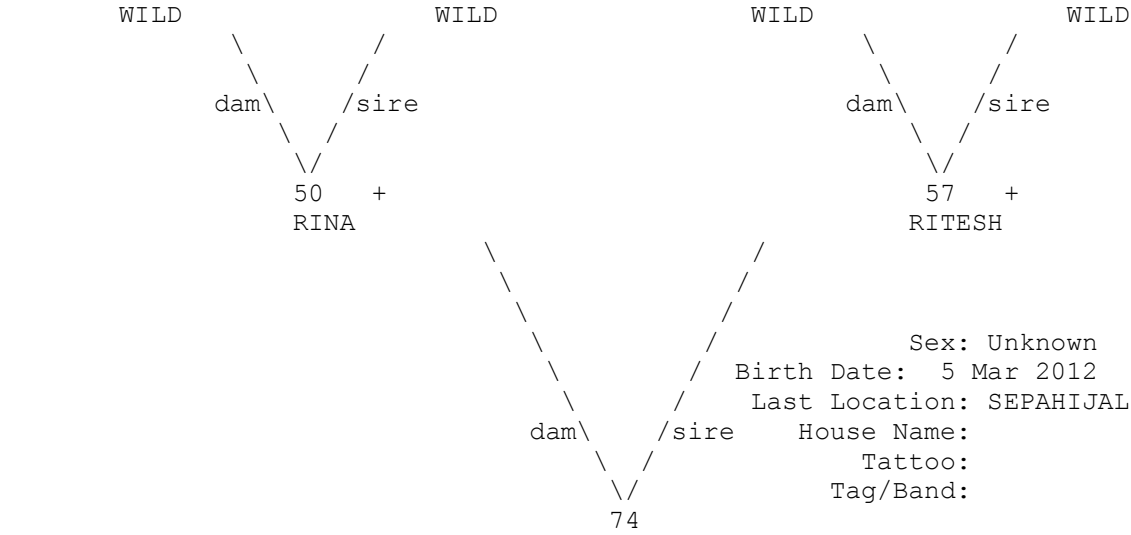 WILD WILD WILD WILD
\ / \ /
\ / \ /
dam\ /sire dam\ /sire
\ / \ /
\/ \/
50 + 57 +
RINA RITESH
\ /
\ /
\ /
\ / Sex: Unknown
\ / Birth Date: 5 Mar 2012
\ / Last Location: SEPAHIJAL
dam\ /sire House Name:
\ / Tattoo:
\/ Tag/Band:
74